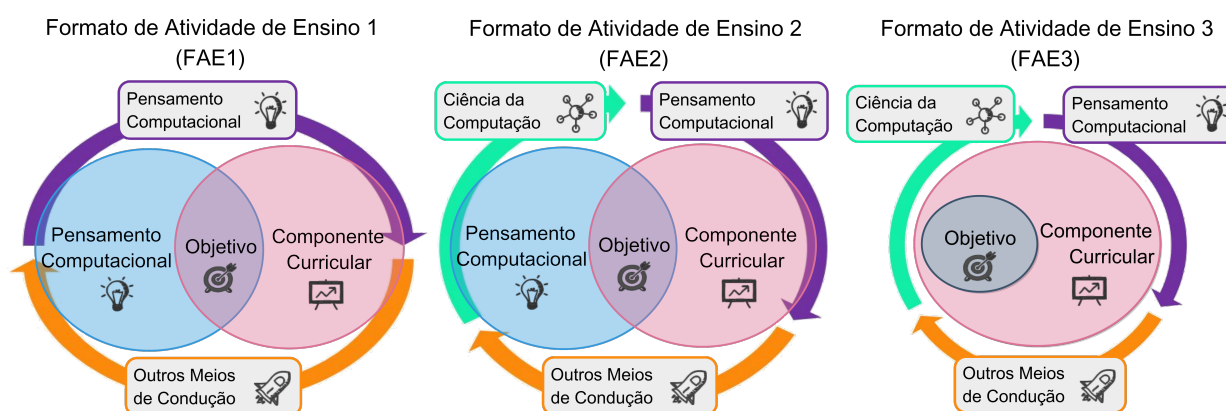 Formato de Atividade de Ensino 1
(FAE1)
Pensamento
Computacional
Pensamento
Computacional
Objetivo
Componente
Curricular
Outros Meios
de Condução
Formato de Atividade de Ensino 2
(FAE2)
Ciência da
Computação
Pensamento
Computacional
Pensamento
Computacional
Objetivo
Componente
Curricular
Outros Meios
de Condução
Formato de Atividade de Ensino 3
(FAE3)
Ciência da
Computação
Pensamento
Computacional
Objetivo
Componente
Curricular
Outros Meios
de Condução